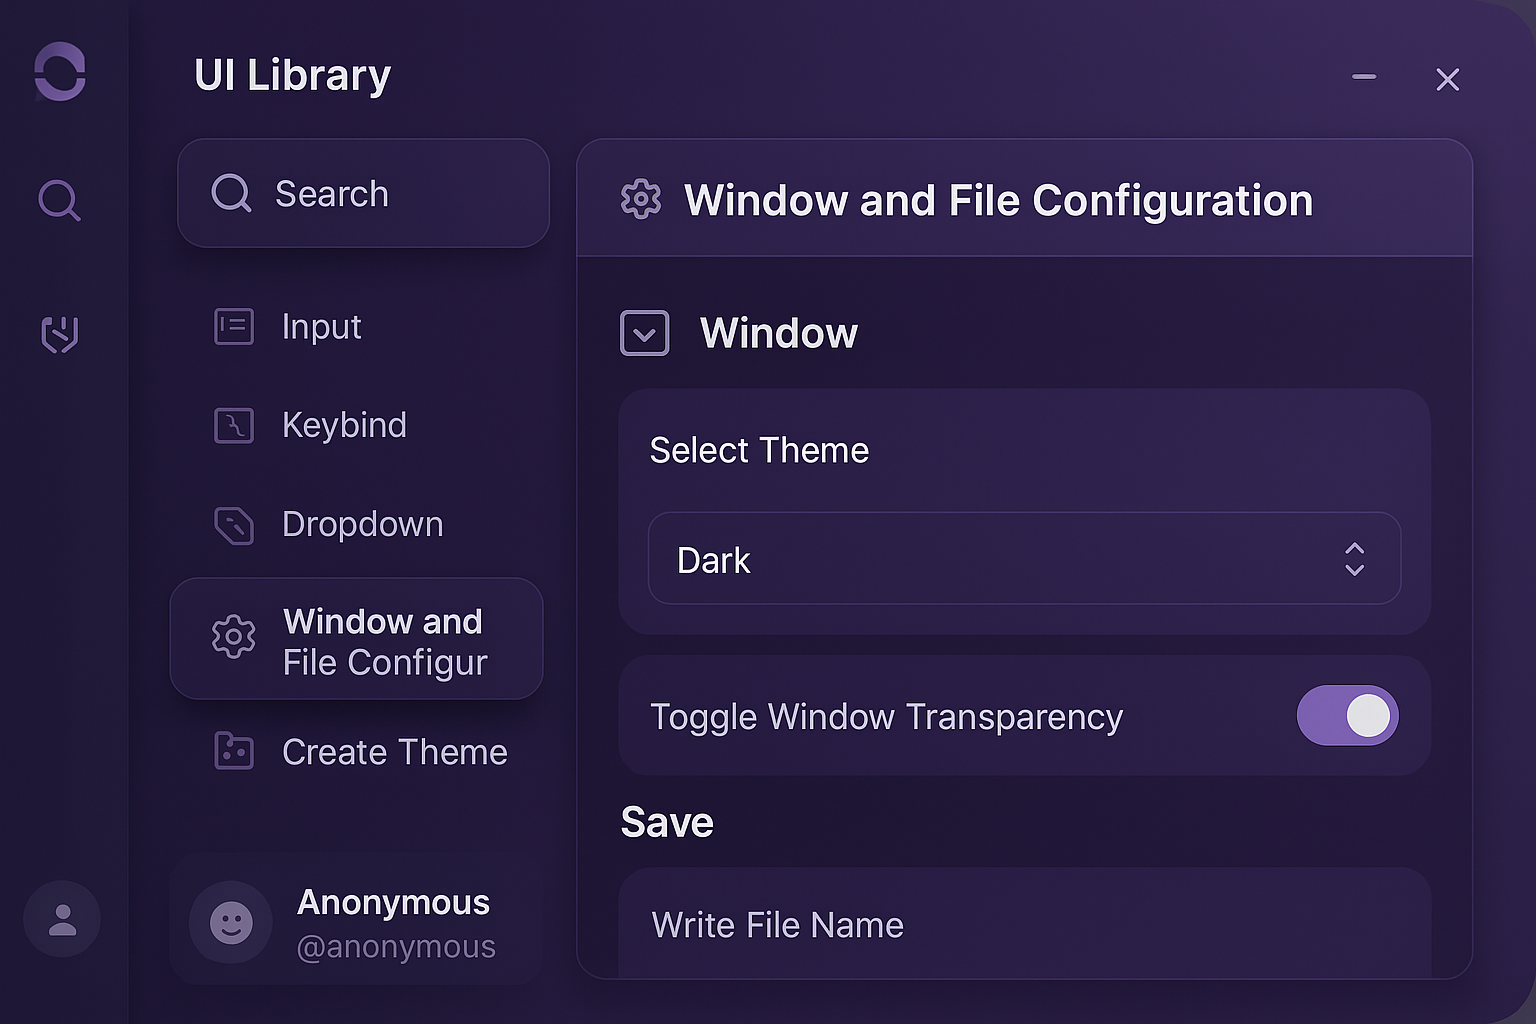 UI Library
Search
Input
Keybind
Dropdown
Window and
File Configur
Create Theme
Anonymous
@anonymous
Window and File Configuration
Window
Select Theme
Dark
Toggle Window Transparency
Save
Write File Name